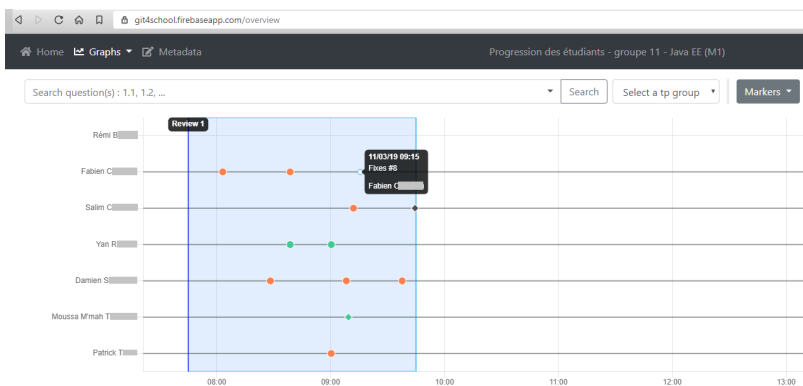 git4school.firebaseapp.com/overview
Home Graphs Metadata Progression des étudiants - groupe 11 - Java EE (M1)
Search question(s) : 1.1, 1.2, ... Search Select a tp group Markers
Review 1
Rémi B
11/03/19 09:15
Fixes #8
Fabien C
Fabien C
Salim C
Yan R
Damien S
Moussa M'mah T
Patrick T
08:00 09:00 10:00 11:00 12:00 13:00